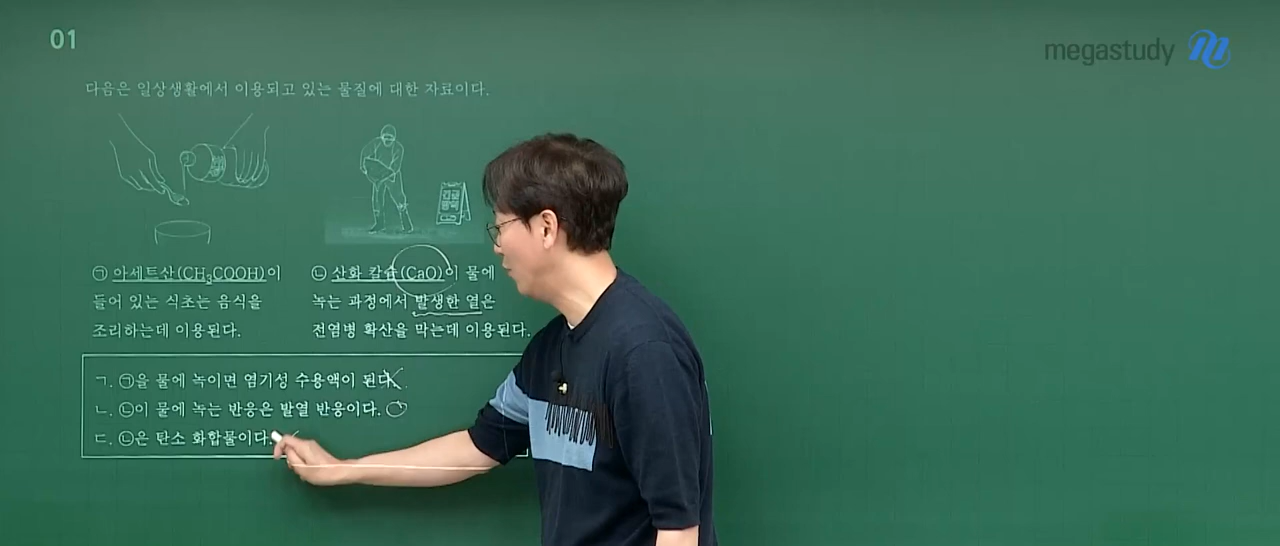 01
megastudy
다음은 일상생활에서 이용되고 있는 물질에 대한 자료이다.
긴급
방역
㉠ 아세트산(CH3COOH)이
들어 있는 식초는 음식을
조리하는데 이용된다.
㉡ 산화 칼슘(CaO)이 물에
녹는 과정에서 발생한 열은
전염병 확산을 막는데 이용된다.
ㄱ. ㉠을 물에 녹이면 염기성 수용액이 된다.
ㄴ. ㉡이 물에 녹는 반응은 발열 반응이다.
ㄷ. ㉡은 탄소 화합물이다.